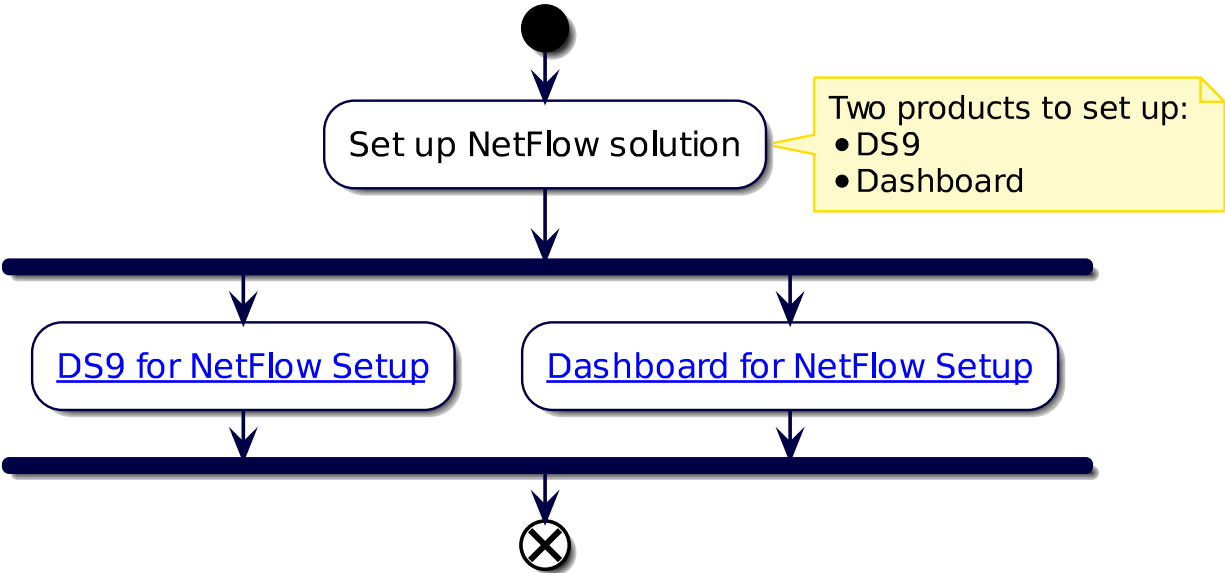 Set up NetFlow solution
Two products to set up:
• DS9
• Dashboard
DS9 for NetFlow Setup
Dashboard for NetFlow Setup